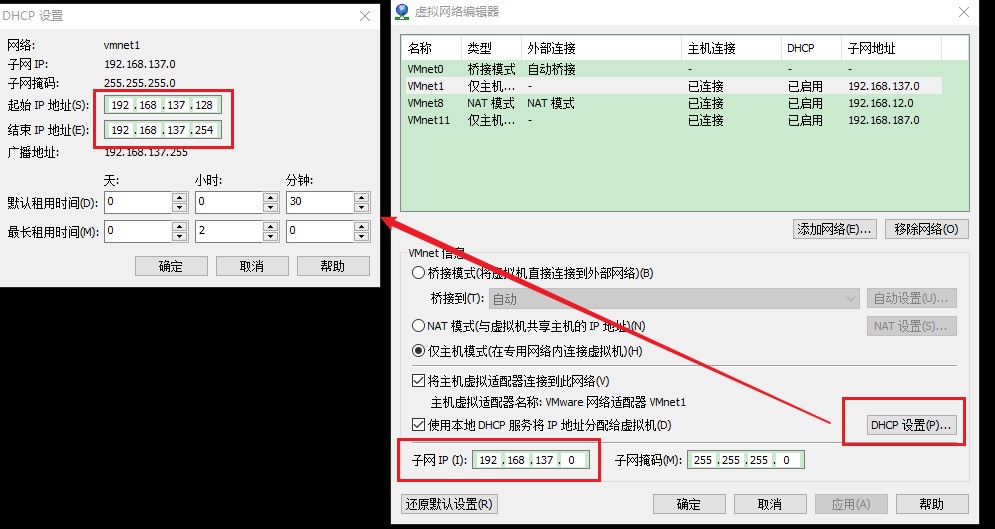 DHCP 设置
网络: vmnet1
子网 IP: 192.168.137.0
子网掩码: 255.255.255.0
起始 IP 地址(S): 192 .168 .137 .128
结束 IP 地址(E): 192 .168 .137 .254
广播地址: 192.168.137.255
天: 小时: 分钟:
默认租用时间(D): 0 0 30
最长租用时间(M): 0 2 0
确定 取消 帮助
虚拟网络编辑器
名称 类型 外部连接 主机连接 DHCP 子网地址
VMnet0 桥接模式 自动桥接 - - -
VMnet1 仅主机... - 已连接 已启用 192.168.137.0
VMnet8 NAT 模式 NAT 模式 已连接 已启用 192.168.12.0
VMnet11 仅主机... - 已连接 已启用 192.168.187.0
添加网络(E)... 移除网络(O)
VMnet 信息
桥接模式(将虚拟机直接连接到外部网络)(B)
桥接到(T): 自动 自动设置(U)...
NAT 模式(与虚拟机共享主机的 IP 地址)(N) NAT 设置(S)...
仅主机模式(在专用网络内连接虚拟机)(H)
将主机虚拟适配器连接到此网络(V)
主机虚拟适配器名称: VMware 网络适配器 VMnet1
使用本地 DHCP 服务将 IP 地址分配给虚拟机(D) DHCP 设置(P)...
子网 IP (I): 192 .168 .137 . 0 子网掩码(M): 255 .255 .255 . 0
还原默认设置(R) 确定 取消 应用(A) 帮助